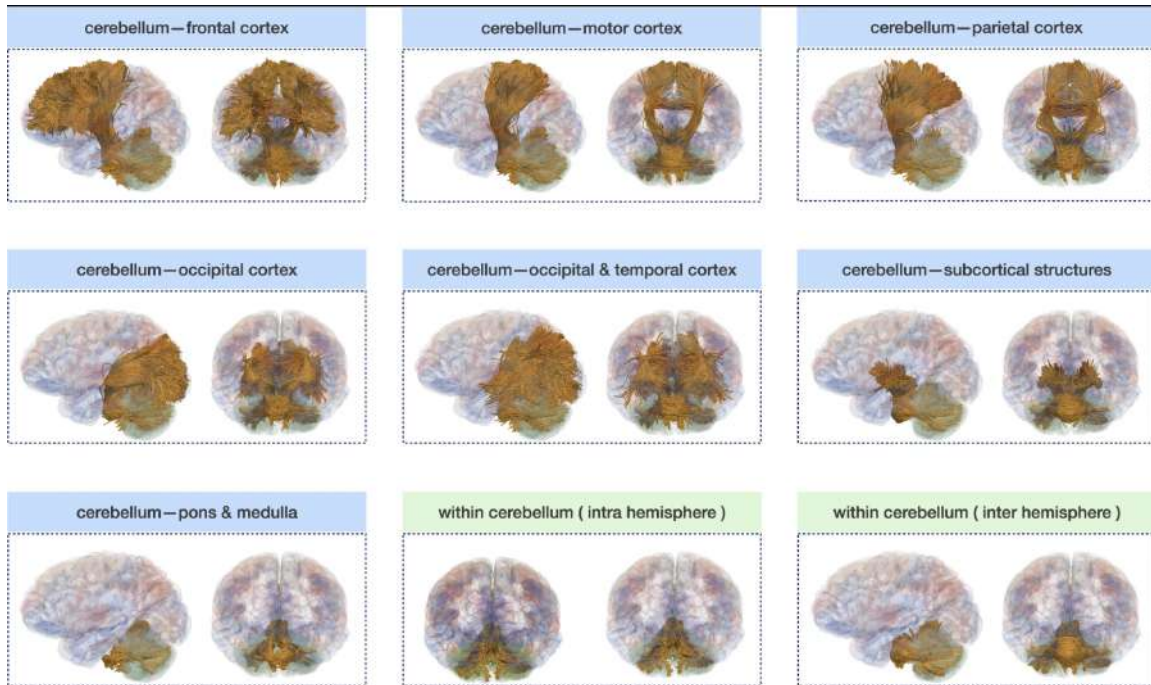 cerebellum—frontal cortex
cerebellum—motor cortex
cerebellum—parietal cortex
cerebellum—occipital cortex
cerebellum—occipital & temporal cortex
cerebellum—subcortical structures
cerebellum—pons & medulla
within cerebellum ( intra hemisphere )
within cerebellum ( inter hemisphere )